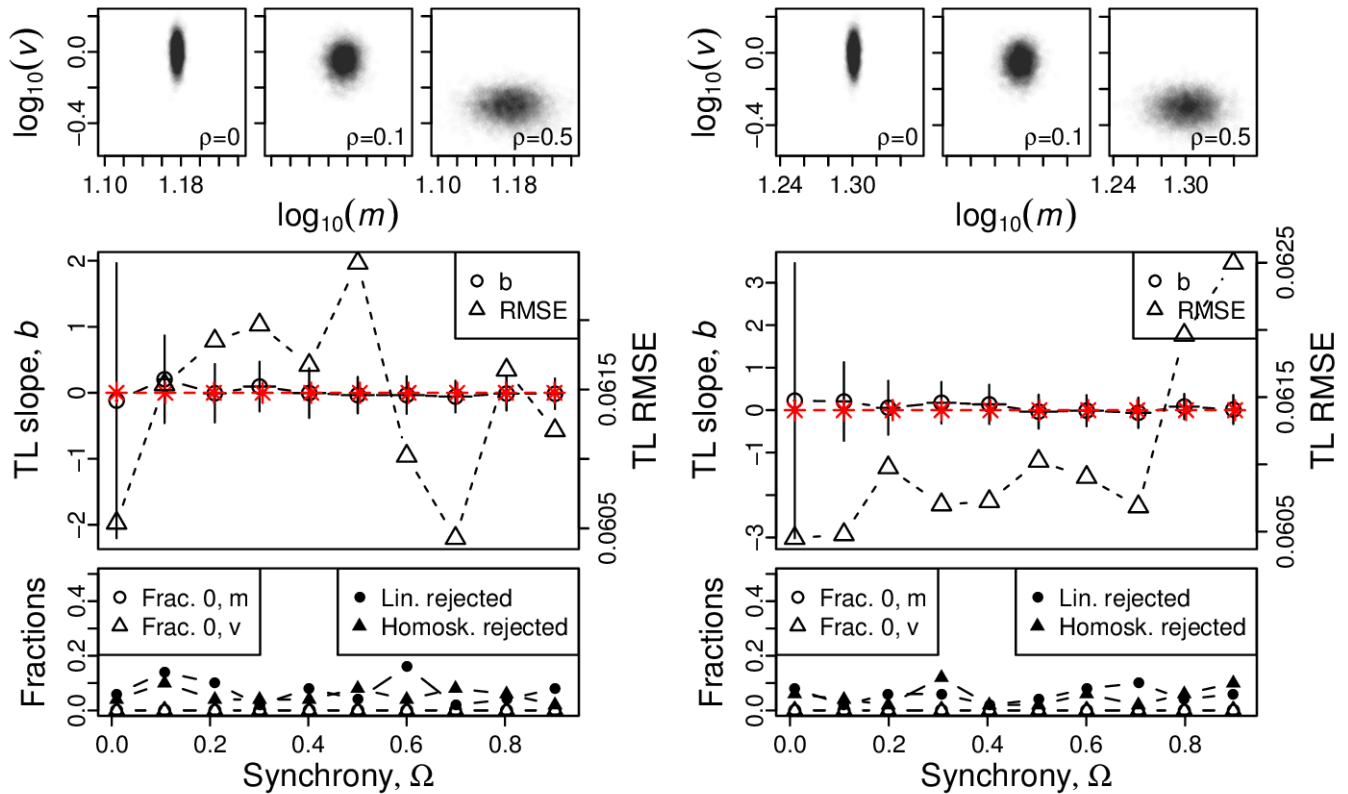 log10(v)
0.0
−0.4
ρ=0
ρ=0.1
ρ=0.5
1.10
1.18
1.10
1.18
log10(m)
log10(v)
0.0
−0.4
ρ=0
ρ=0.1
ρ=0.5
1.24
1.30
1.24
1.30
log10(m)
TL slope, b
2
1
0
−1
−2
b
RMSE
0.0615
0.0605
TL RMSE
TL slope, b
3
2
1
0
−1
−3
b
RMSE
0.0625
0.0615
0.0605
TL RMSE
Fractions
0.4
0.2
0.0
Frac. 0, m
Frac. 0, v
Lin. rejected
Homosk. rejected
0.0
0.2
0.4
0.6
0.8
Synchrony, Ω
Fractions
0.4
0.2
0.0
Frac. 0, m
Frac. 0, v
Lin. rejected
Homosk. rejected
0.0
0.2
0.4
0.6
0.8
Synchrony, Ω